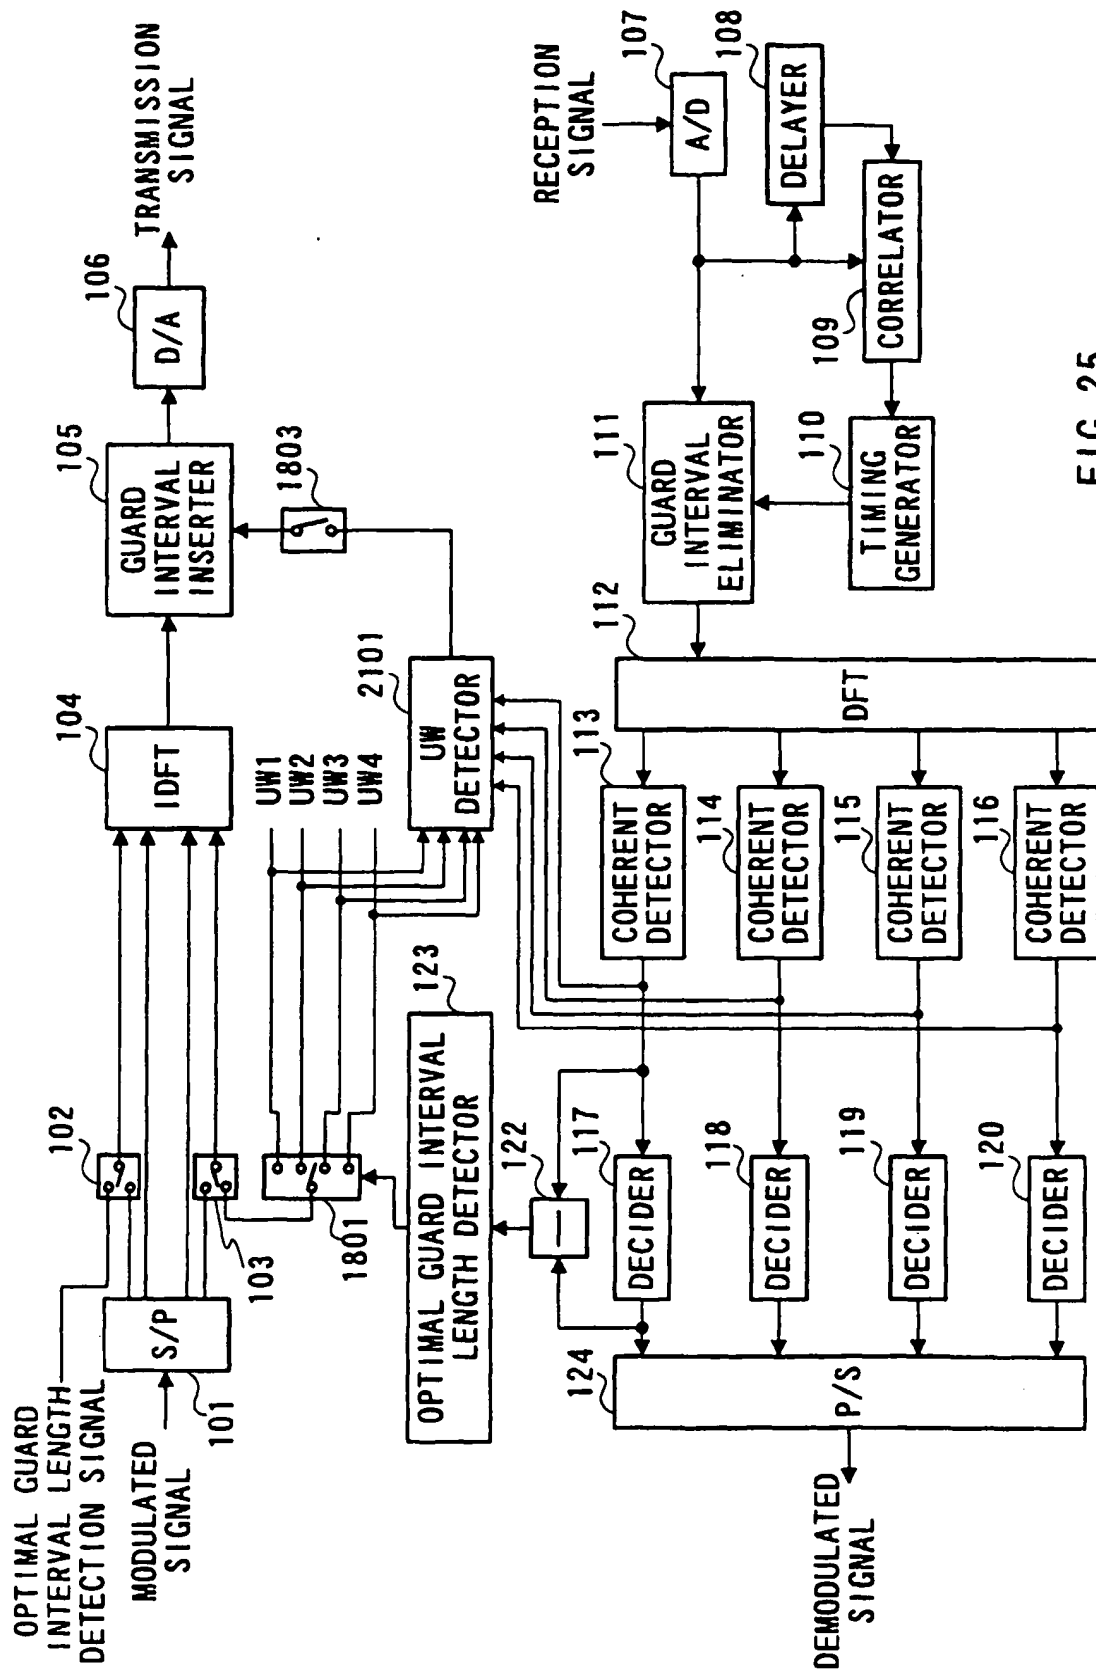 OPTIMAL GUARD
INTERVAL LENGTH
DETECTION SIGNAL
MODULATED
SIGNAL
101
S/P
102
103
1801
104
IDFT
UW1
UW2
UW3
UW4
105
GUARD
INTERVAL
INSERTER
106
D/A
TRANSMISSION
SIGNAL
1803
2101
UW
DETECTOR
123
OPTIMAL GUARD INTERVAL
LENGTH DETECTOR
122
RECEPTION
SIGNAL
107
A/D
108
DELAYER
109
CORRELATOR
110
TIMING
GENERATOR
111
GUARD
INTERVAL
ELIMINATOR
112
DFT
113
COHERENT
DETECTOR
114
COHERENT
DETECTOR
115
COHERENT
DETECTOR
116
COHERENT
DETECTOR
117
DECIDER
118
DECIDER
119
DECIDER
120
DECIDER
124
P/S
DEMODULATED
SIGNAL
FIG. 25